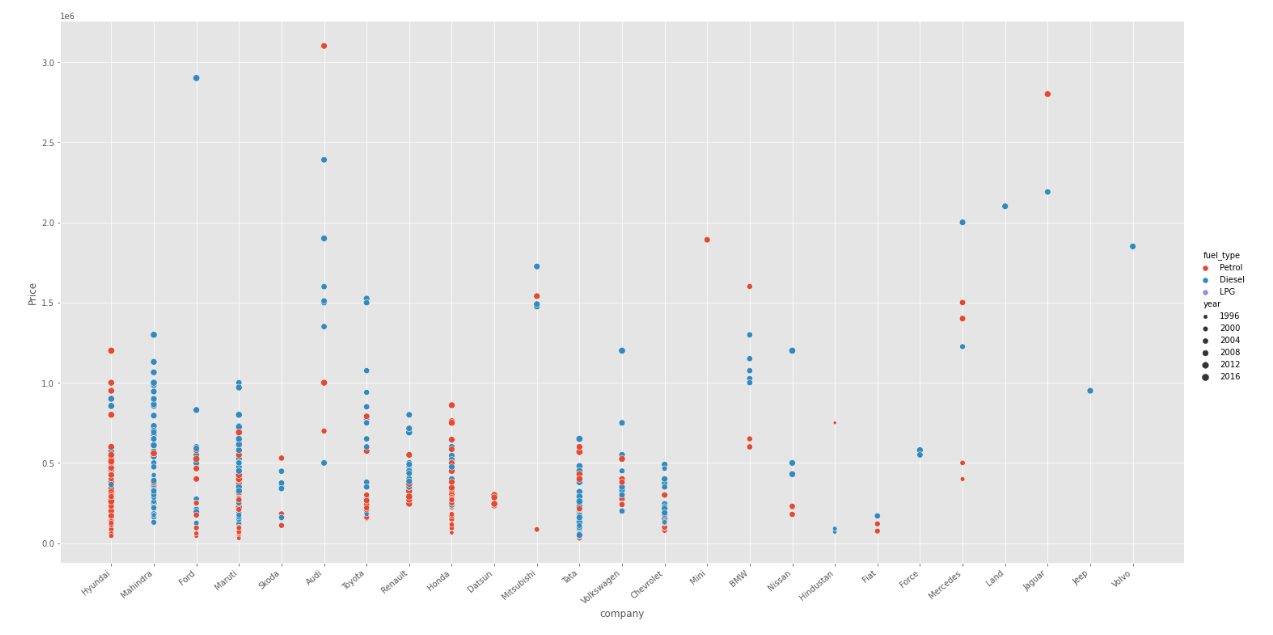 1e6
3.0
2.5
2.0
1.5
1.0
0.5
0.0
Price
Hyundai
Mahindra
Ford
Maruti
Skoda
Audi
Toyota
Renault
Honda
Datsun
Mitsubishi
Tata
Volkswagen
Chevrolet
Mini
BMW
Nissan
Hindustan
Fiat
Force
Mercedes
Land
Jaguar
Jeep
Volvo
company
fuel_type
Petrol
Diesel
LPG
year
1996
2000
2004
2008
2012
2016